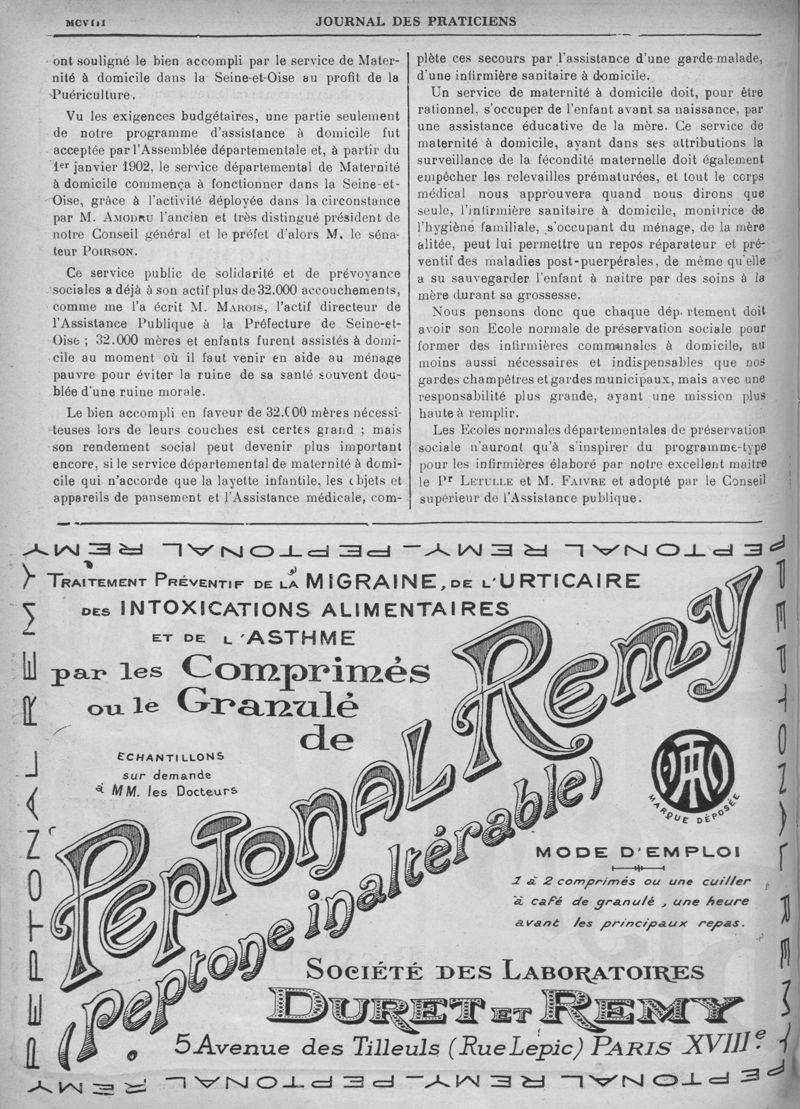 MCVIII
JOURNAL DES PRATICIENS
ont souligné le bien accompli par le service de Mater-
nité à domicile dans la Seine-et-Oise au profit de la
Puériculture.
Vu les exigences budgétaires, une partie seulement
de notre programme d'assistance à domicile fut
acceptée par l'Assemblée départementale et, à partir du
1er janvier 1902, le service départemental de Maternité
à domicile commença à fonctionner dans la Seine-et-
Oise, grâce à l'activité déployée dans la circonstance
par M. AMODRU l'ancien et très distingué président de
notre Conseil général et le préfet d'alors M. le séna-
teur POIRSON.
Ce service public de solidarité et de prévoyance
sociales a déjà à son actif plus de 32.000 accouchements,
comme me l'a écrit M. MAROIS, l'actif directeur de
l'Assistance Publique à la Préfecture de Seine-et-
Oise ; 32.000 mères et enfants furent assistés à domi-
cile au moment où il faut venir en aide au ménage
pauvre pour éviter la ruine de sa santé souvent dou-
blée d'une ruine morale.
Le bien accompli en faveur de 32.000 mères nécessi-
teuses lors de leurs couches est certes grand ; mais
son rendement social peut devenir plus important
encore, si le service départemental de maternité à domi-
cile qui n'accorde que la layette infantile, les objets et
appareils de pansement et l'Assistance médicale, com-
plète ces secours par l'assistance d'une garde-malade,
d'une infirmière sanitaire à domicile.
Un service de maternité à domicile doit, pour être
rationnel, s'occuper de l'enfant avant sa naissance, par
une assistance éducative de la mère. Ce service de
maternité à domicile, ayant dans ses attributions la
surveillance de la fécondité maternelle doit également
empêcher les relevailles prématurées, et tout le corps
médical nous approuvera quand nous dirons que
seule, l'infirmière sanitaire à domicile, monitrice de
l'hygiène familiale, s'occupant du ménage, de la mère
alitée, peut lui permettre un repos réparateur et pré-
ventif des maladies post-puerpérales, de même qu'elle
a su sauvegarder l'enfant à naitre par des soins à la
mère durant sa grossesse.
Nous pensons donc que chaque dép. rtement doit
avoir son Ecole normale de préservation sociale pour
former des infirmières communales à domicile, au
moins aussi nécessaires et indispensables que nos
gardes champêtres et gardes municipaux, mais avec une
responsabilité plus grande, ayant une mission plus
haute à remplir.
Les Ecoles normales départementales de préservation
sociale n'auront qu'à s'inspirer du programme-type
pour les infirmières élaboré par notre excellent maître
le Pr LETULLE et M. FAIVRE et adopté par le Conseil
supérieur de l'Assistance publique.
PEPTONAL REMY-PEPTONAL REMY
TRAITEMENT PRÉVENTIF DE LA MIGRAINE, DE L'URTICAIRE
DES INTOXICATIONS ALIMENTAIRES
ET DE L'ASTHME
par les Comprimés
ou le Granulé
de
PEPTONAL REMY
(peptone inaltérable)
ECHANTILLONS
sur demande
à MM. les Docteurs
MARQUE DÉPOSÉE
MODE D'EMPLOI
1 à 2 comprimés ou une cuiller
à café de granulé, une heure
avant les principaux repas.
SOCIÉTÉ DES LABORATOIRES
DURET ET REMY
5 Avenue des Tilleuls (Rue Lepic) PARIS XVIIIe.
PEPTONAL REMY
PEPTONAL REMY
PEPTONAL REMY-PEPTONAL REMY